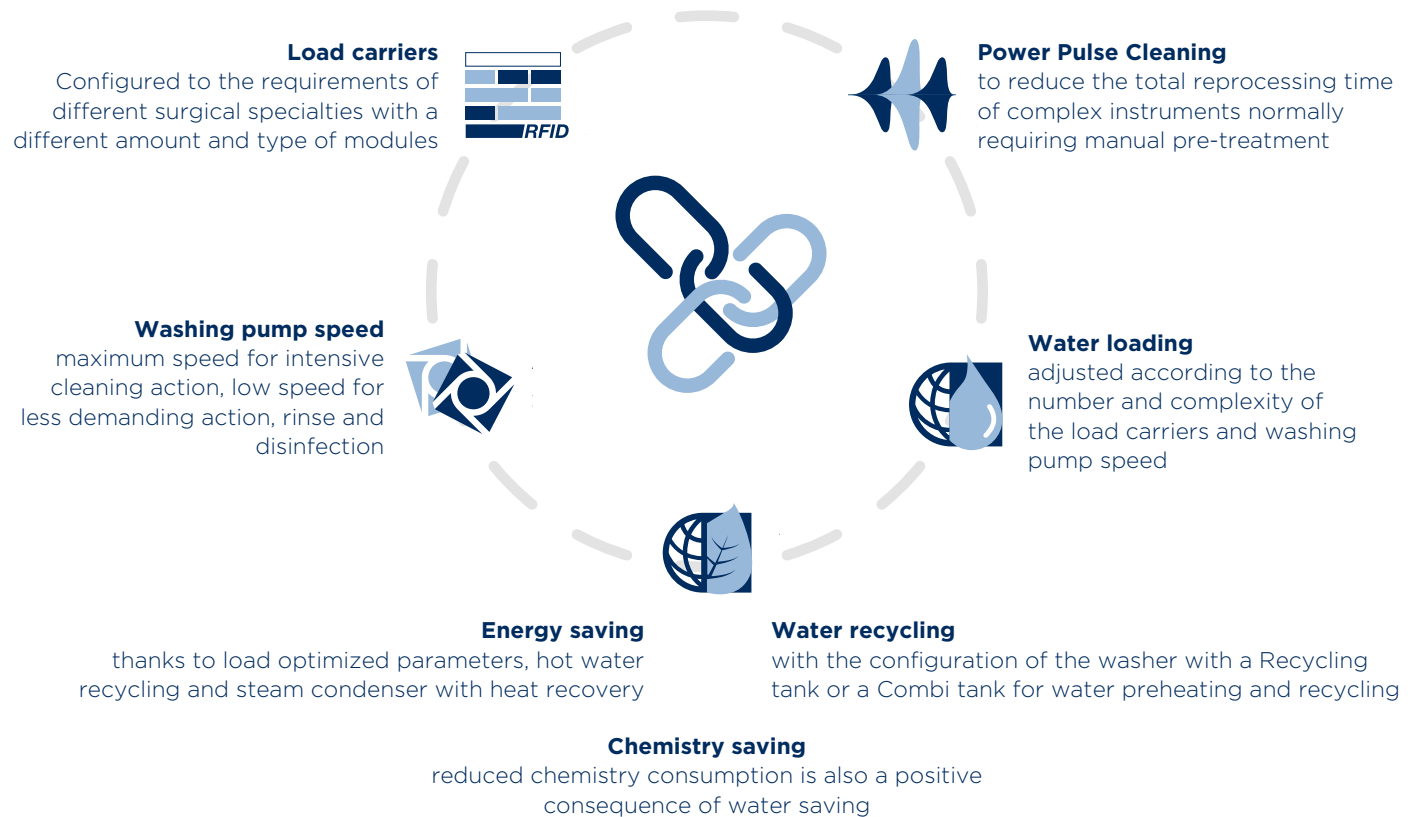 Load carriers
Configured to the requirements of
different surgical specialties with a
different amount and type of modules
RFID
Power Pulse Cleaning
to reduce the total reprocessing time
of complex instruments normally
requiring manual pre-treatment
Washing pump speed
maximum speed for intensive
cleaning action, low speed for
less demanding action, rinse and
disinfection
Water loading
adjusted according to the
number and complexity of
the load carriers and washing
pump speed
Energy saving
thanks to load optimized parameters, hot water
recycling and steam condenser with heat recovery
Water recycling
with the configuration of the washer with a Recycling
tank or a Combi tank for water preheating and recycling
Chemistry saving
reduced chemistry consumption is also a positive
consequence of water saving